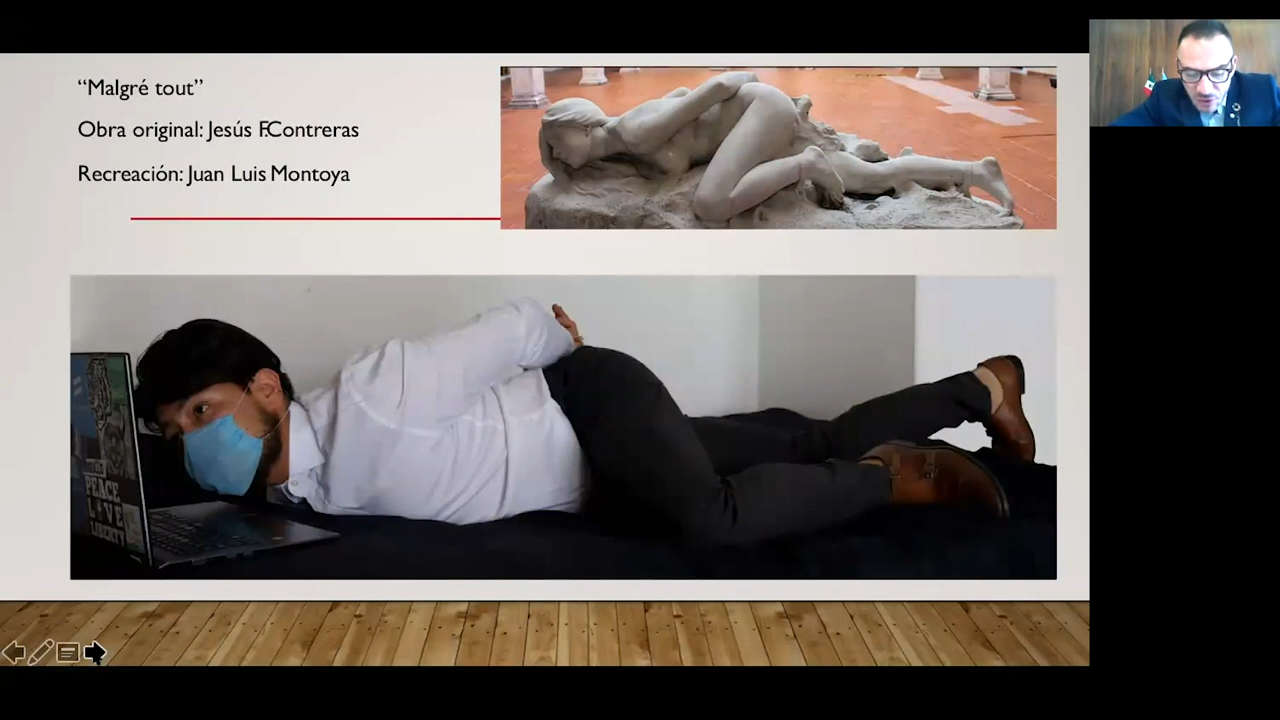 “Malgré tout”
Obra original: Jesús F.Contreras
Recreación: Juan Luis Montoya
PEACE
LOVE
LIBERTY